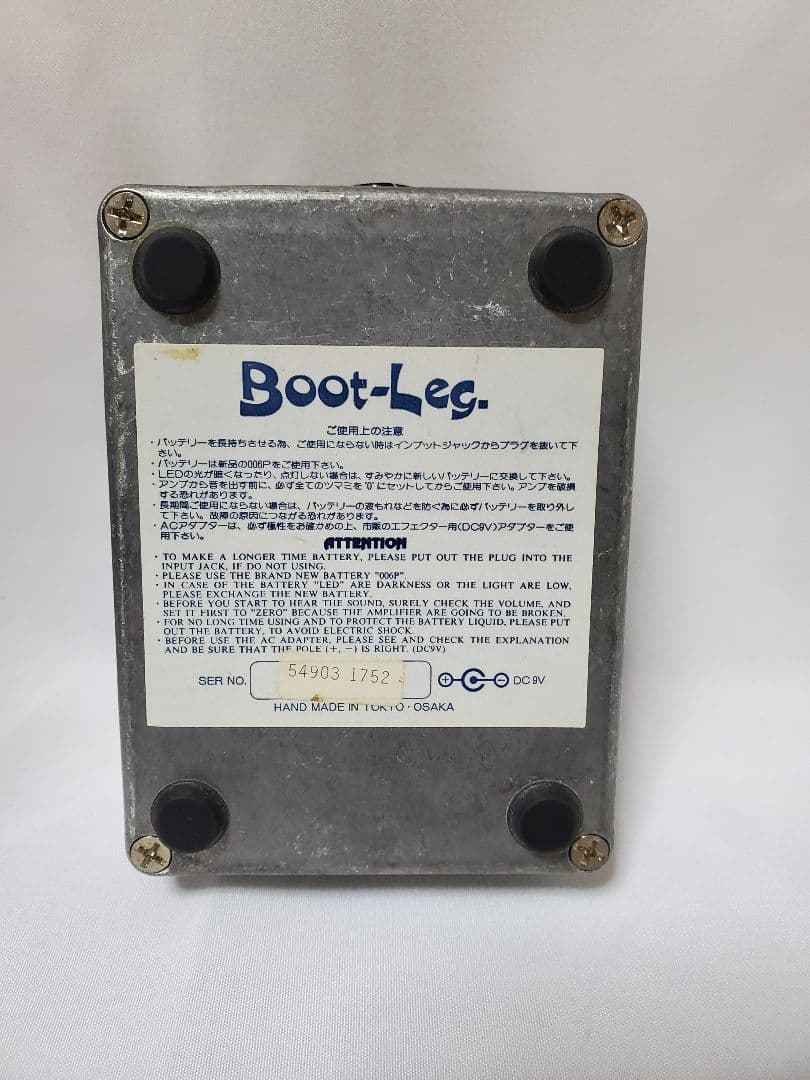 Boot-Leg.
ご使用上の注意
・バッテリーを長持ちさせる為、ご使用にならない時はインプットジャックからプラグを抜いて下
さい。
・バッテリーは新品の006Pをご使用下さい。
・LEDの光が暗くなったり、点灯しない場合は、すみやかに新しいバッテリーに交換して下さい。
・アンプから音を出す前に、必ず全てのツマミを"0"にセットしてからご使用下さい。アンプを破損
する恐れがあります。
・長期間ご使用にならない場合は、バッテリーの液もれなどを防ぐ為に必ずバッテリーを取り外し
て下さい。故障の原因につながる恐れがあります。
・ACアダプターは、必ず極性をお確かめの上、市販のエフェクター用(DC9V)アダプターをご使
用下さい。
ATTENTION
・TO MAKE A LONGER TIME BATTERY, PLEASE PUT OUT THE PLUG INTO THE
INPUT JACK, IF DO NOT USING.
・PLEASE USE THE BRAND NEW BATTERY "006P".
・IN CASE OF THE BATTERY "LED" ARE DARKNESS OR THE LIGHT ARE LOW,
PLEASE EXCHANGE THE NEW BATTERY.
・BEFORE YOU START TO HEAR THE SOUND, SURELY CHECK THE VOLUME, AND
SET IT FIRST TO "ZERO" BECAUSE THE AMPLIFIER ARE GOING TO BE BROKEN.
・FOR NO LONG TIME USING AND TO PROTECT THE BATTERY LIQUID, PLEASE PUT
OUT THE BATTERY, TO AVOID ELECTRIC SHOCK.
・BEFORE USE THE AC ADAPTER, PLEASE SEE AND CHECK THE EXPLANATION
AND BE SURE THAT THE POLE (+, −) IS RIGHT. (DC9V)
SER NO. 54903 1752 DC9V
HAND MADE IN TOKYO・OSAKA